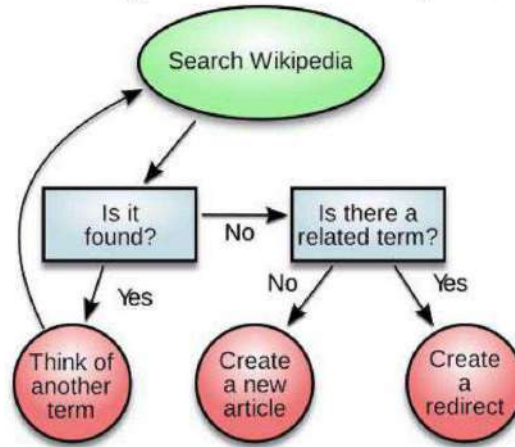 Search Wikipedia
Is it
found?
No
Is there a
related term?
Yes
No
Yes
Think of
another
term
Create
a new
article
Create
a
redirect